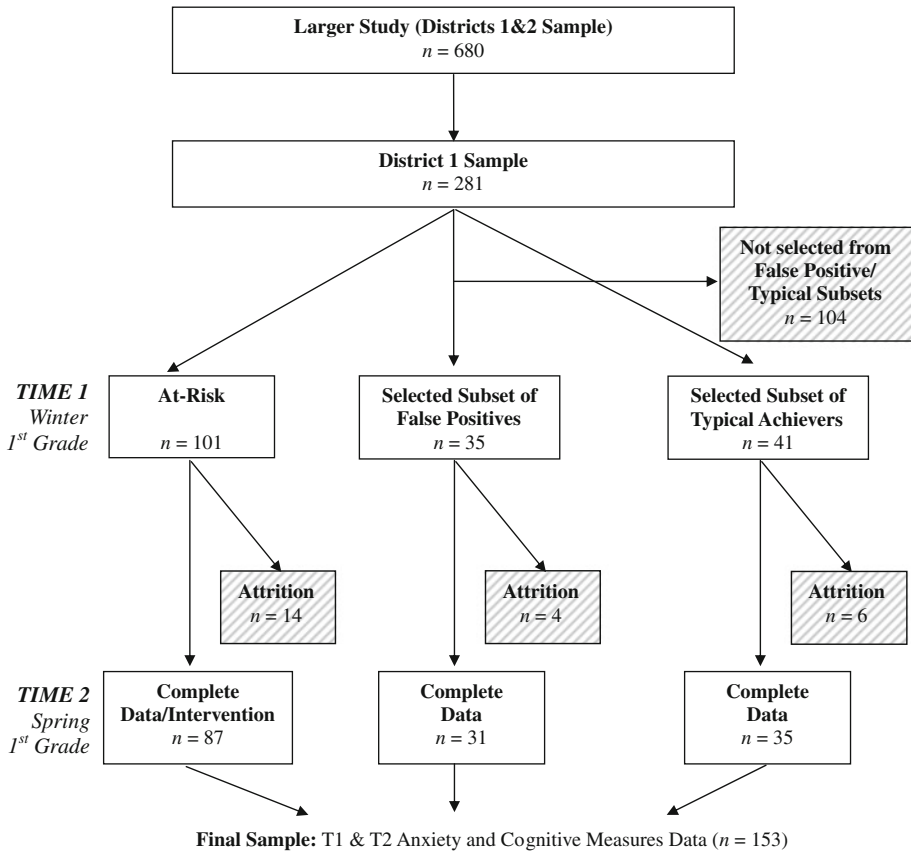 Larger Study (Districts 1&2 Sample)
n = 680
District 1 Sample
n = 281
Not selected from
False Positive/
Typical Subsets
n = 104
TIME 1
Winter
1st Grade
At-Risk
n = 101
Selected Subset of
False Positives
n = 35
Selected Subset of
Typical Achievers
n = 41
Attrition
n = 14
Attrition
n = 4
Attrition
n = 6
TIME 2
Spring
1st Grade
Complete
Data/Intervention
n = 87
Complete
Data
n = 31
Complete
Data
n = 35
Final Sample: T1 & T2 Anxiety and Cognitive Measures Data (n = 153)